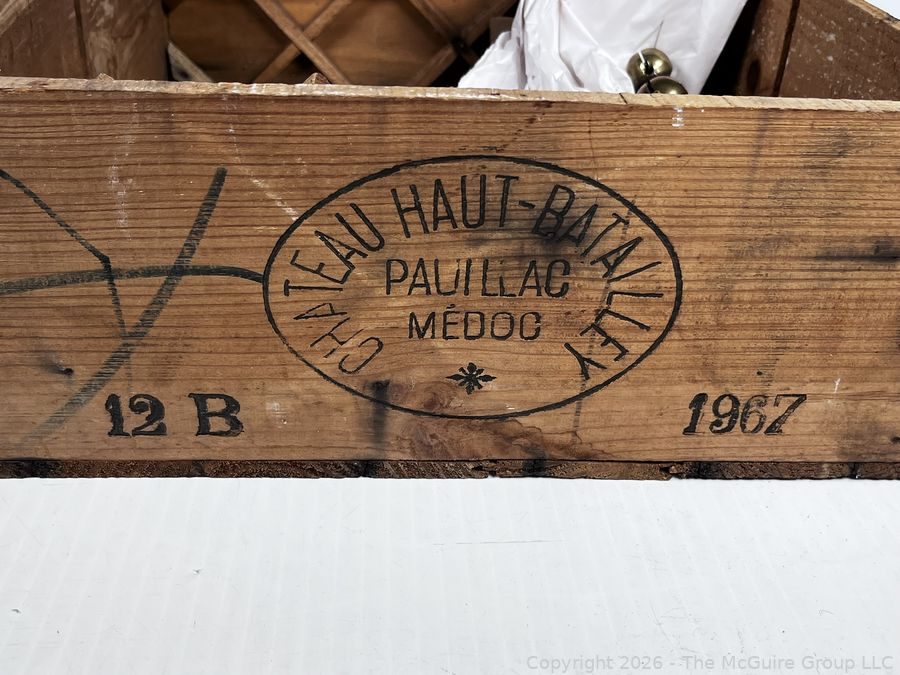 CHATEAU HAUT-BATAILLEY
PAUILLAC
MÉDOC
12 B
1967
Copyright 2026 - The McGuire Group LLC